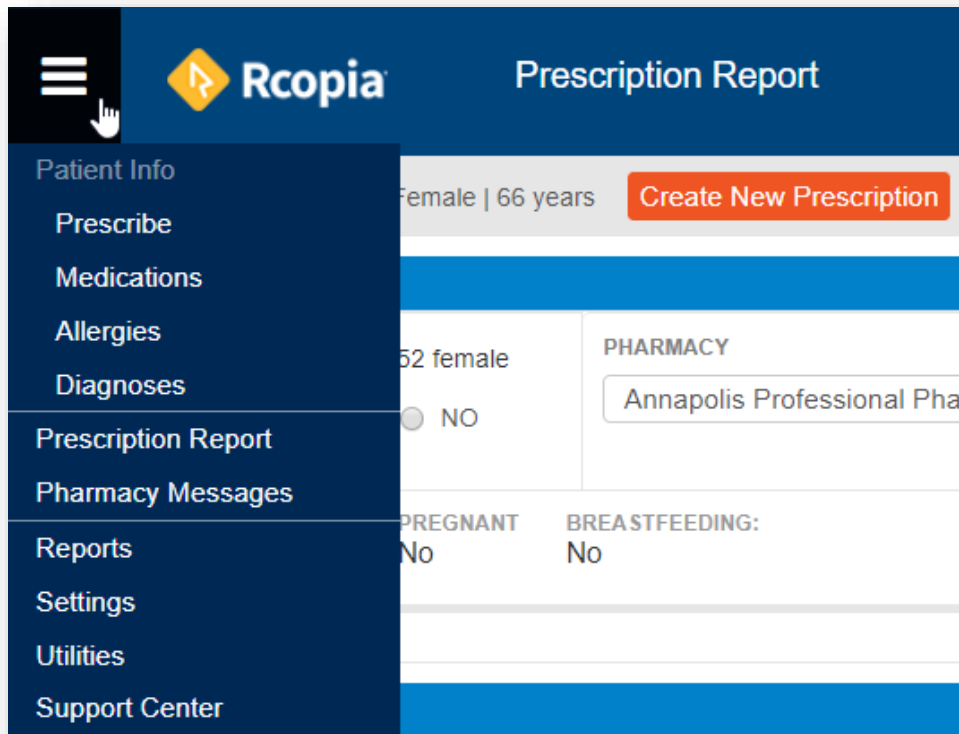 Rcopia
Prescription Report
Patient Info
Prescribe
Medications
Allergies
Diagnoses
Prescription Report
Pharmacy Messages
Reports
Settings
Utilities
Support Center
Female | 66 years
Create New Prescription
52 female
NO
PHARMACY
Annapolis Professional Pha
PREGNANT
No
BREASTFEEDING:
No